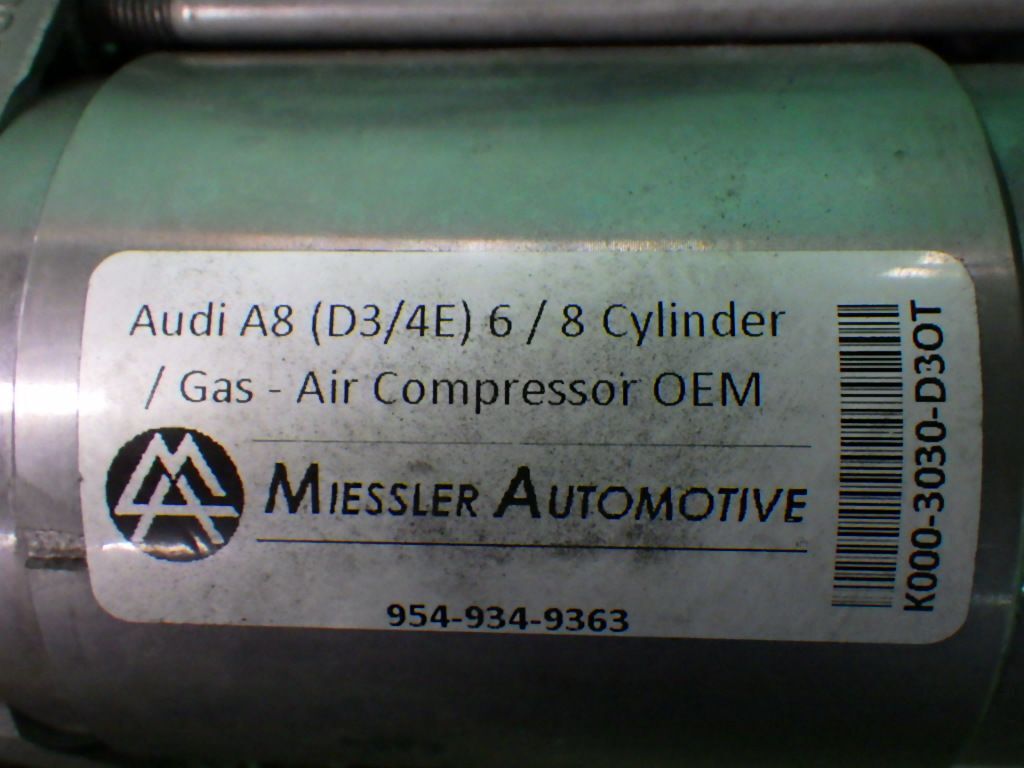 Audi A8 (D3/4E) 6 / 8 Cylinder
/ Gas - Air Compressor OEM
MIESSLER AUTOMOTIVE
954-934-9363
K000-3030-D3OT